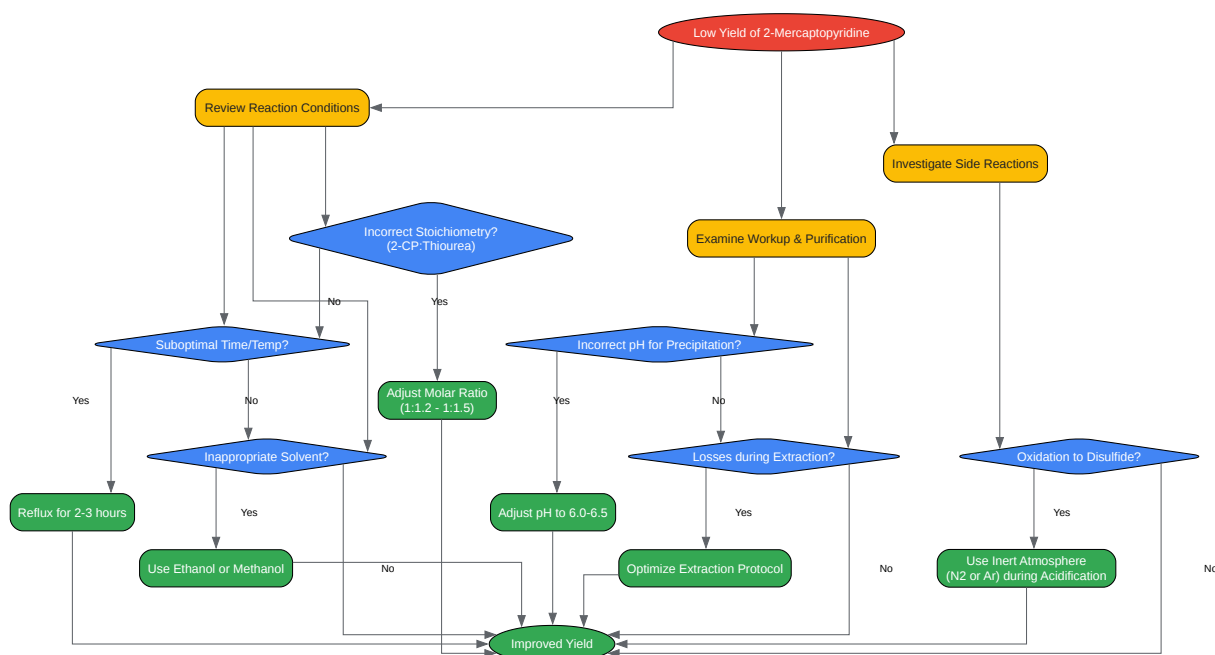 Low Yield of 2-Mercaptopyridine
Review Reaction Conditions
Investigate Side Reactions
Incorrect Stoichiometry?
(2-CP:Thiourea)
Examine Workup & Purification
No
Yes
Suboptimal Time/Temp?
Incorrect pH for Precipitation?
Yes
No
Adjust Molar Ratio
(1:1.2 - 1:1.5)
Yes
No
Inappropriate Solvent?
Losses during Extraction?
Oxidation to Disulfide?
Reflux for 2-3 hours
Yes
Adjust pH to 6.0-6.5
Yes
Yes
Use Ethanol or Methanol
No
Optimize Extraction Protocol
No
Use Inert Atmosphere
(N2 or Ar) during Acidification
No
Improved Yield